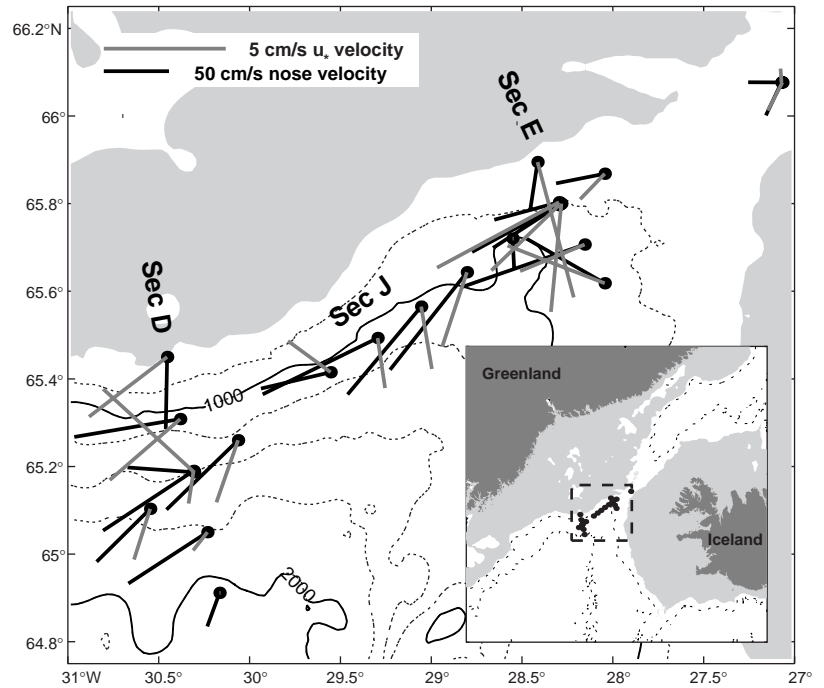 66.2°N
66°
65.8°
65.6°
65.4°
65.2°
65°
64.8°
5 cm/s u* velocity
50 cm/s nose velocity
Sec E
Sec J
Sec D
1000
2000
Greenland
Iceland
31°W
30.5°
30°
29.5°
29°
28.5°
28°
27.5°
27°